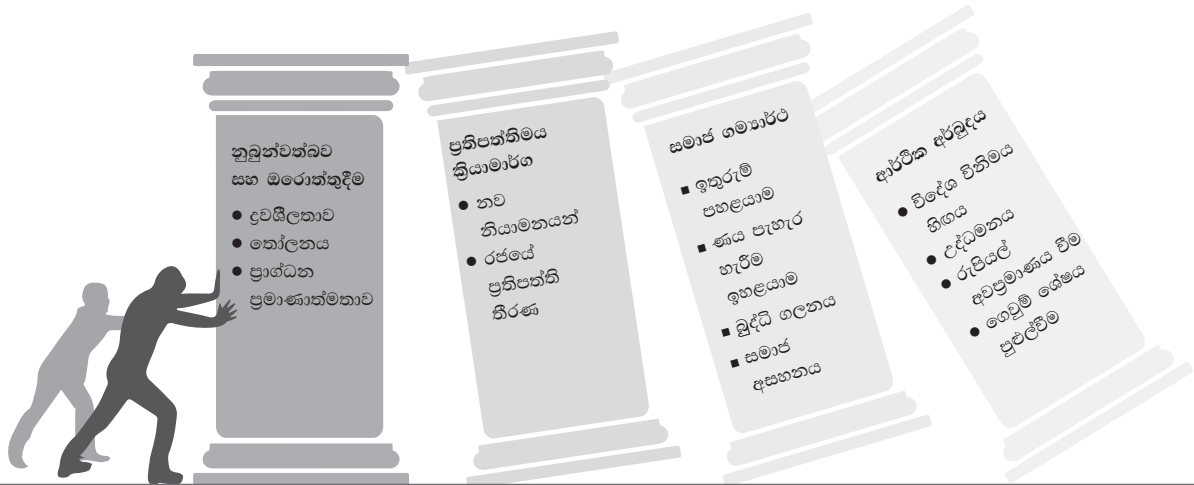 නුබුන්වත්බව
සහ ඔරොත්තුදීම
● ද්‍රවශීලතාව
● තෝලනය
● ප්‍රාග්ධන
ප්‍රමාණාත්මතාව
ප්‍රතිපත්තිමය
ක්‍රියාමාර්ග
● නව
නියාමනයන්
● රජයේ
ප්‍රතිපත්ති
තීරණ
සමාජ ගම්‍යාර්ථ
■ ඉතුරුම්
පහළයාම
■ ණය පැහැර
හැරීම
ඉහළයාම
■ බුද්ධි ගලනය
■ සමාජ
අසහනය
ආර්ථික අර්බුදය
● විදේශ විනිමය
හිඟය
● උද්ධමනය
● රුපියල්
අවප්‍රමාණය වීම
● ගෙවුම් ශේෂය
පුළුල්වීම